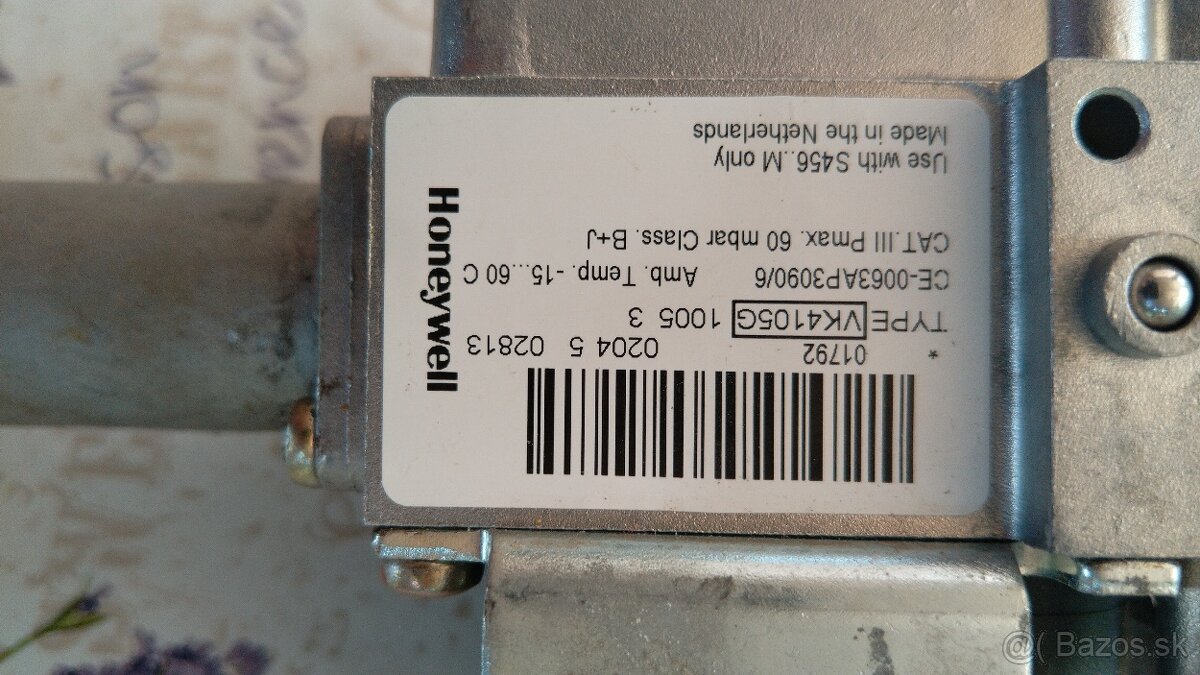 * 01792 0204 5 02813
TYPE VK4105G 1005 3
CE-0063AP3090/6 Amb. Temp. -15...60 C
CAT.III Pmax. 60 mbar Class. B+J
Use with S456..M only
Made in the Netherlands
Honeywell
@( Bazos.sk